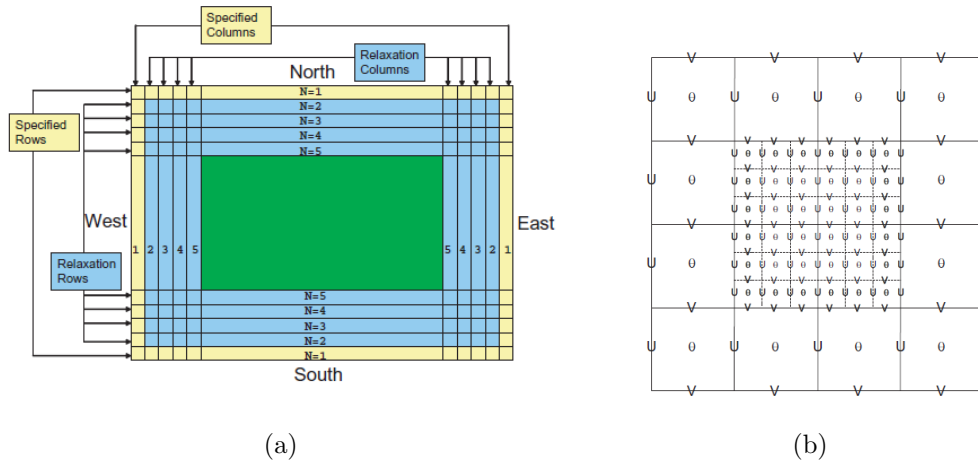 Specified
Columns
Relaxation
Columns
North
N=1
N=2
N=3
N=4
N=5
Specified
Rows
West
East
1 2 3 4 5
5 4 3 2 1
Relaxation
Rows
N=5
N=4
N=3
N=2
N=1
South
(a)
V V V V
U θ U θ U θ U θ
V V V V V V V V
U θ U θ U θ U θ U θ U θ U
V V V V V V
U θ U θ U θ U θ U θ U θ U θ U θ
V V V V V V
U θ U θ U θ U θ U θ U θ U
V V V V V V V V
U θ U θ U θ U θ U θ U θ U
V V V V V V
U θ U θ U θ U θ U θ U θ U θ U θ
V V V V V V
U θ U θ U θ U θ U θ U θ U
V V V V V V V V
U θ U θ U θ U θ
V V V V
(b)